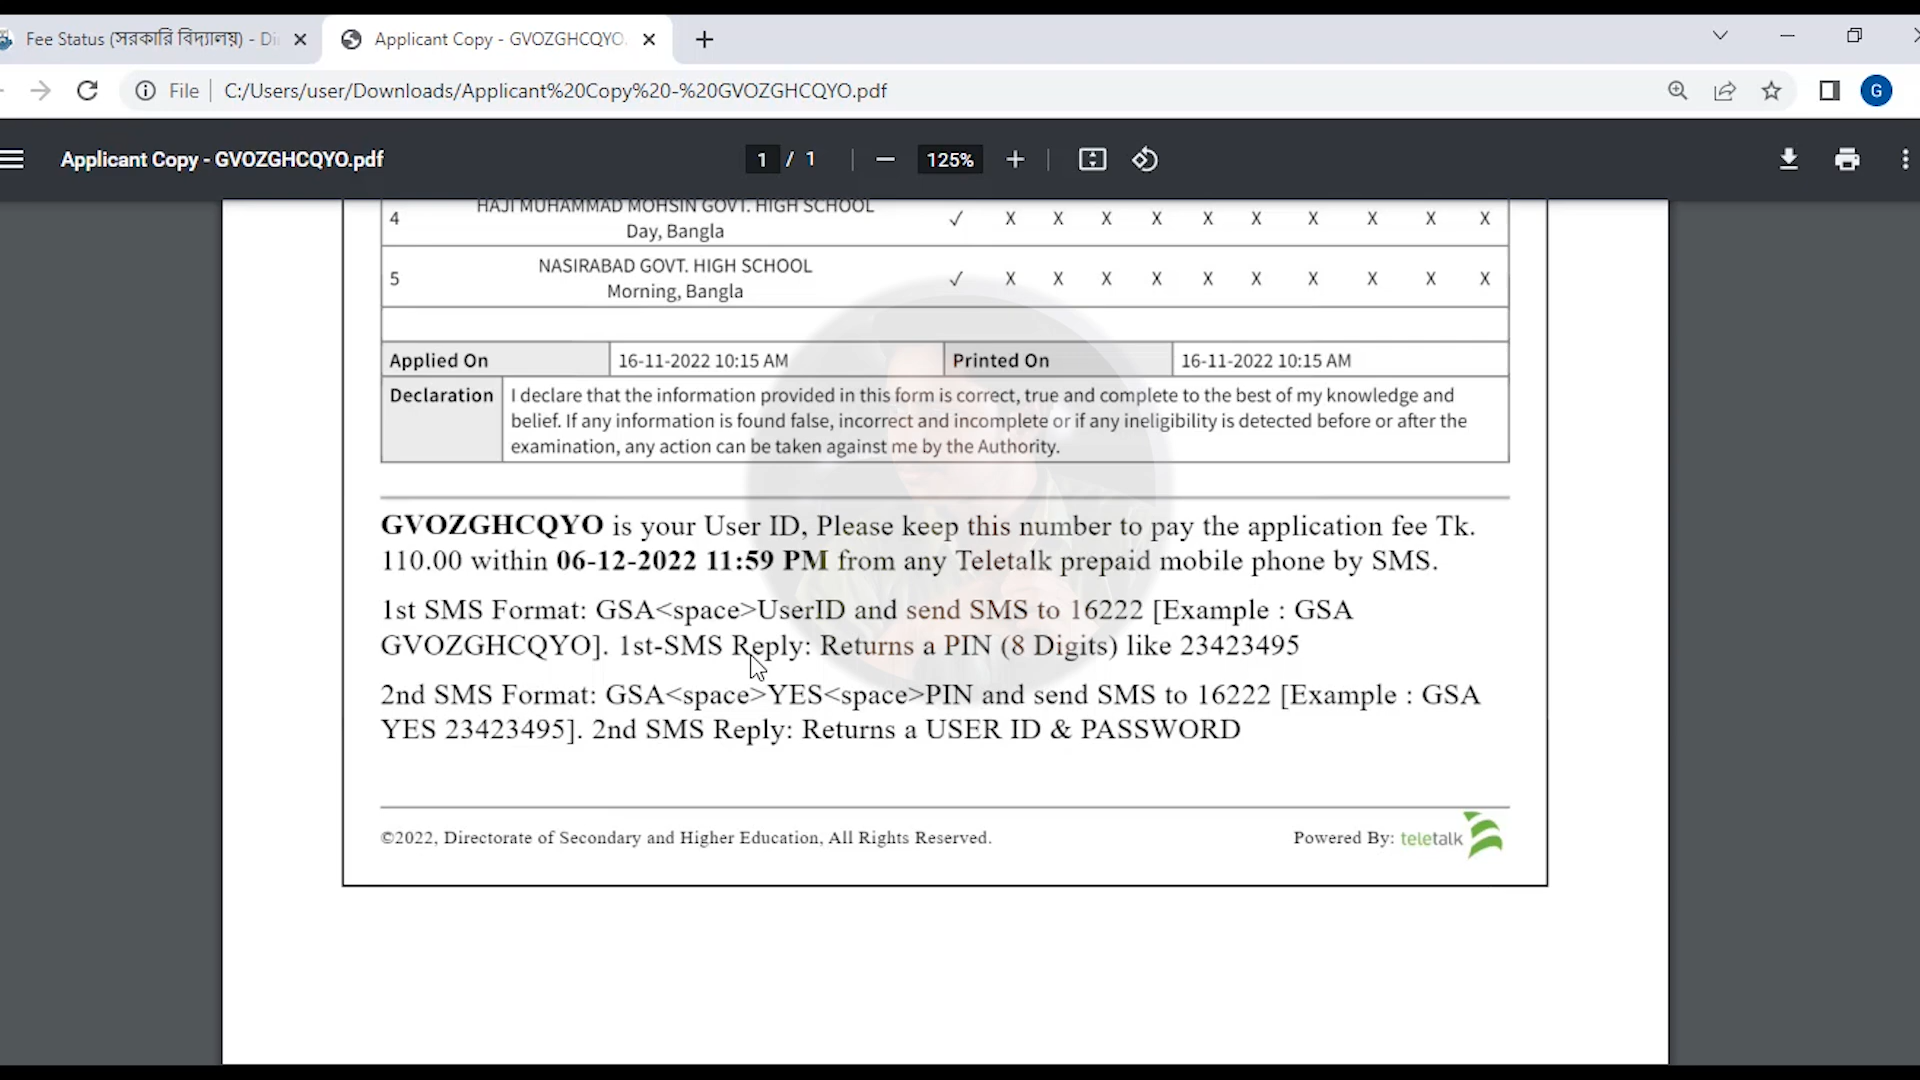 Fee Status (সরকারি বিদ্যালয়) - Di
Applicant Copy - GVOZGHCQYO.
File
C:/Users/user/Downloads/Applicant%20Copy%20-%20GVOZGHCQYO.pdf
G
Applicant Copy - GVOZGHCQYO.pdf
1 / 1
125%
4 HAJI MUHAMMAD MOHSIN GOVT. HIGH SCHOOL ✓ X X X X X X X X X X
Day, Bangla
5 NASIRABAD GOVT. HIGH SCHOOL ✓ X X X X X X X X X X
Morning, Bangla
Applied On 16-11-2022 10:15 AM Printed On 16-11-2022 10:15 AM
Declaration I declare that the information provided in this form is correct, true and complete to the best of my knowledge and
belief. If any information is found false, incorrect and incomplete or if any ineligibility is detected before or after the
examination, any action can be taken against me by the Authority.
GVOZGHCQYO is your User ID, Please keep this number to pay the application fee Tk.
110.00 within 06-12-2022 11:59 PM from any Teletalk prepaid mobile phone by SMS.
1st SMS Format: GSA<space>UserID and send SMS to 16222 [Example : GSA
GVOZGHCQYO]. 1st-SMS Reply: Returns a PIN (8 Digits) like 23423495
2nd SMS Format: GSA<space>YES<space>PIN and send SMS to 16222 [Example : GSA
YES 23423495]. 2nd SMS Reply: Returns a USER ID & PASSWORD
©2022, Directorate of Secondary and Higher Education, All Rights Reserved.
Powered By: teletalk